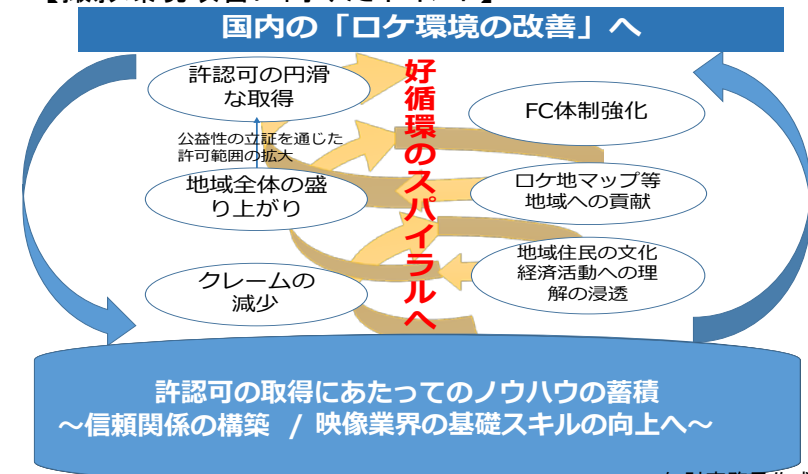 国内の「ロケ環境の改善」へ
許認可の円滑
な取得
好循環のスパイラルへ
FC体制強化
公益性の立証を通じた
許可範囲の拡大
地域全体の盛
り上がり
ロケ地マップ等
地域への貢献
地域住民の文化
経済活動への理
解の浸透
クレームの
減少
許認可の取得にあたってのノウハウの蓄積
~信頼関係の構築 / 映像業界の基礎スキルの向上へ~